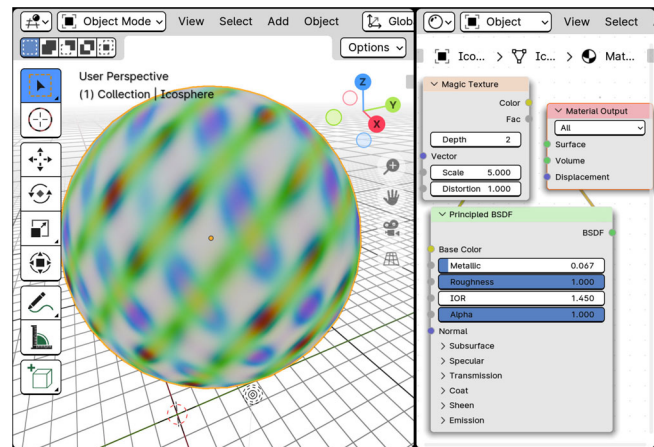 Object Mode View Select Add Object Glob
Options
User Perspective
(1) Collection | Icosphere
Z
Y
X
Object View Select
Ico... > Ic... > Mat...
Magic Texture
Color
Fac
Depth 2
Vector
Scale 5.000
Distortion 1.000
Material Output
All
Surface
Volume
Displacement
Principled BSDF
BSDF
Base Color
Metallic 0.067
Roughness 1.000
IOR 1.450
Alpha 1.000
Normal
> Subsurface
> Specular
> Transmission
> Coat
> Sheen
> Emission